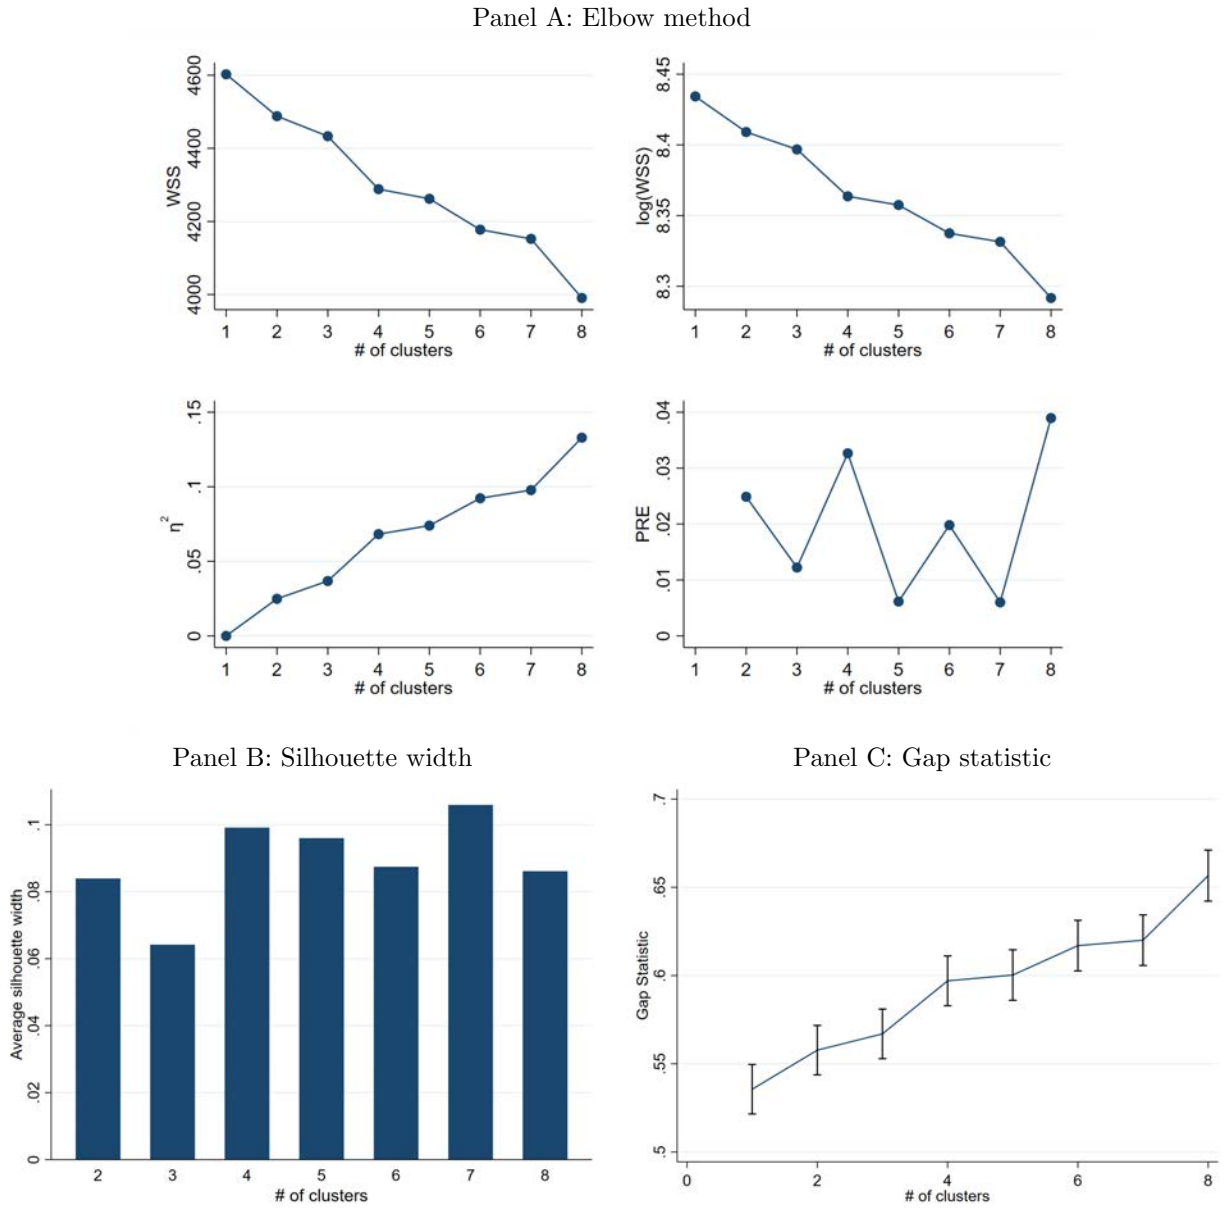 Panel A: Elbow method
WSS
4600
4400
4200
4000
1 2 3 4 5 6 7 8
# of clusters
log(WSS)
8.45
8.4
8.35
8.3
1 2 3 4 5 6 7 8
# of clusters
η²
.15
.1
.05
0
1 2 3 4 5 6 7 8
# of clusters
PRE
.04
.03
.02
.01
0
1 2 3 4 5 6 7 8
# of clusters
Panel B: Silhouette width
Average silhouette width
.1
.08
.06
.04
.02
0
2 3 4 5 6 7 8
# of clusters
Panel C: Gap statistic
Gap Statistic
.7
.65
.6
.55
.5
0 2 4 6 8
# of clusters